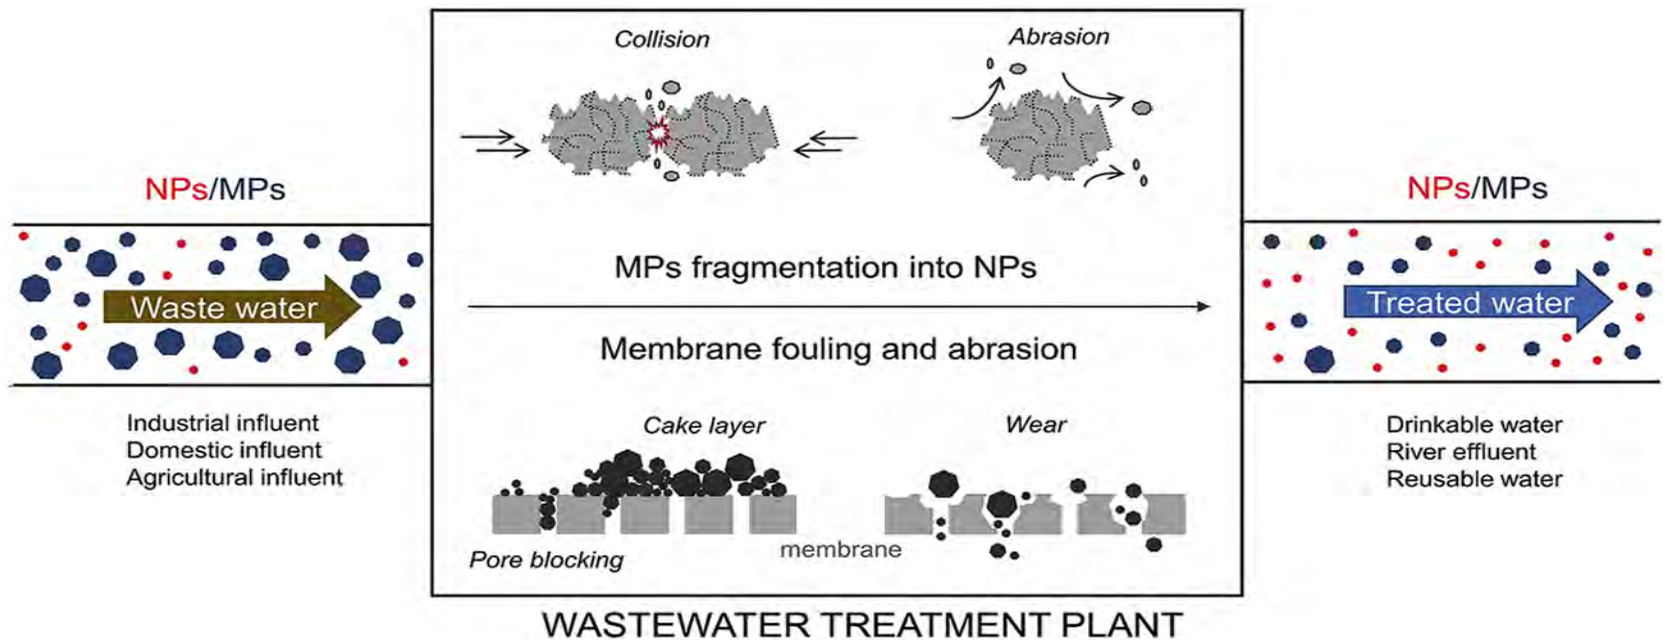 Collision
Abrasion
NPs/MPs
NPs/MPs
MPs fragmentation into NPs
Waste water
Treated water
Membrane fouling and abrasion
Industrial influent
Domestic influent
Agricultural influent
Cake layer
Wear
Drinkable water
River effluent
Reusable water
membrane
Pore blocking
WASTEWATER TREATMENT PLANT